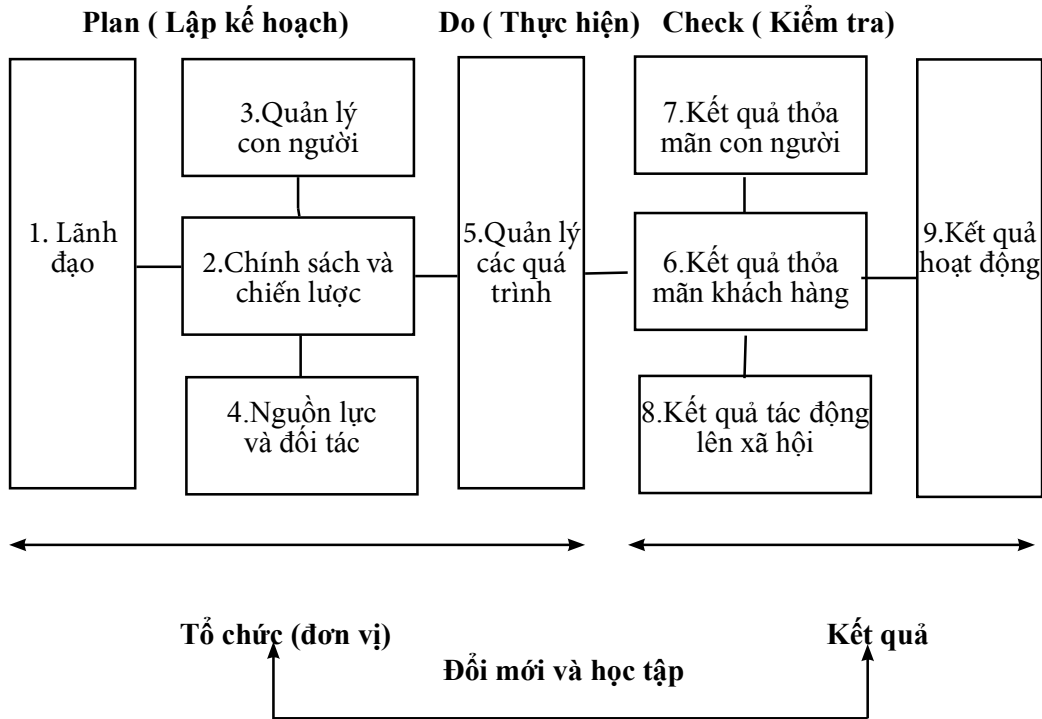 Plan ( Lập kế hoạch)
Do ( Thực hiện)
Check ( Kiểm tra)
1. Lãnh
đạo
3.Quản lý
con người
2.Chính sách và
chiến lược
4.Nguồn lực
và đối tác
5.Quản lý
các quá
trình
7.Kết quả thỏa
mãn con người
6.Kết quả thỏa
mãn khách hàng
8.Kết quả tác động
lên xã hội
9.Kết quả
hoạt động
Tổ chức (đơn vị)
Kết quả
Đổi mới và học tập